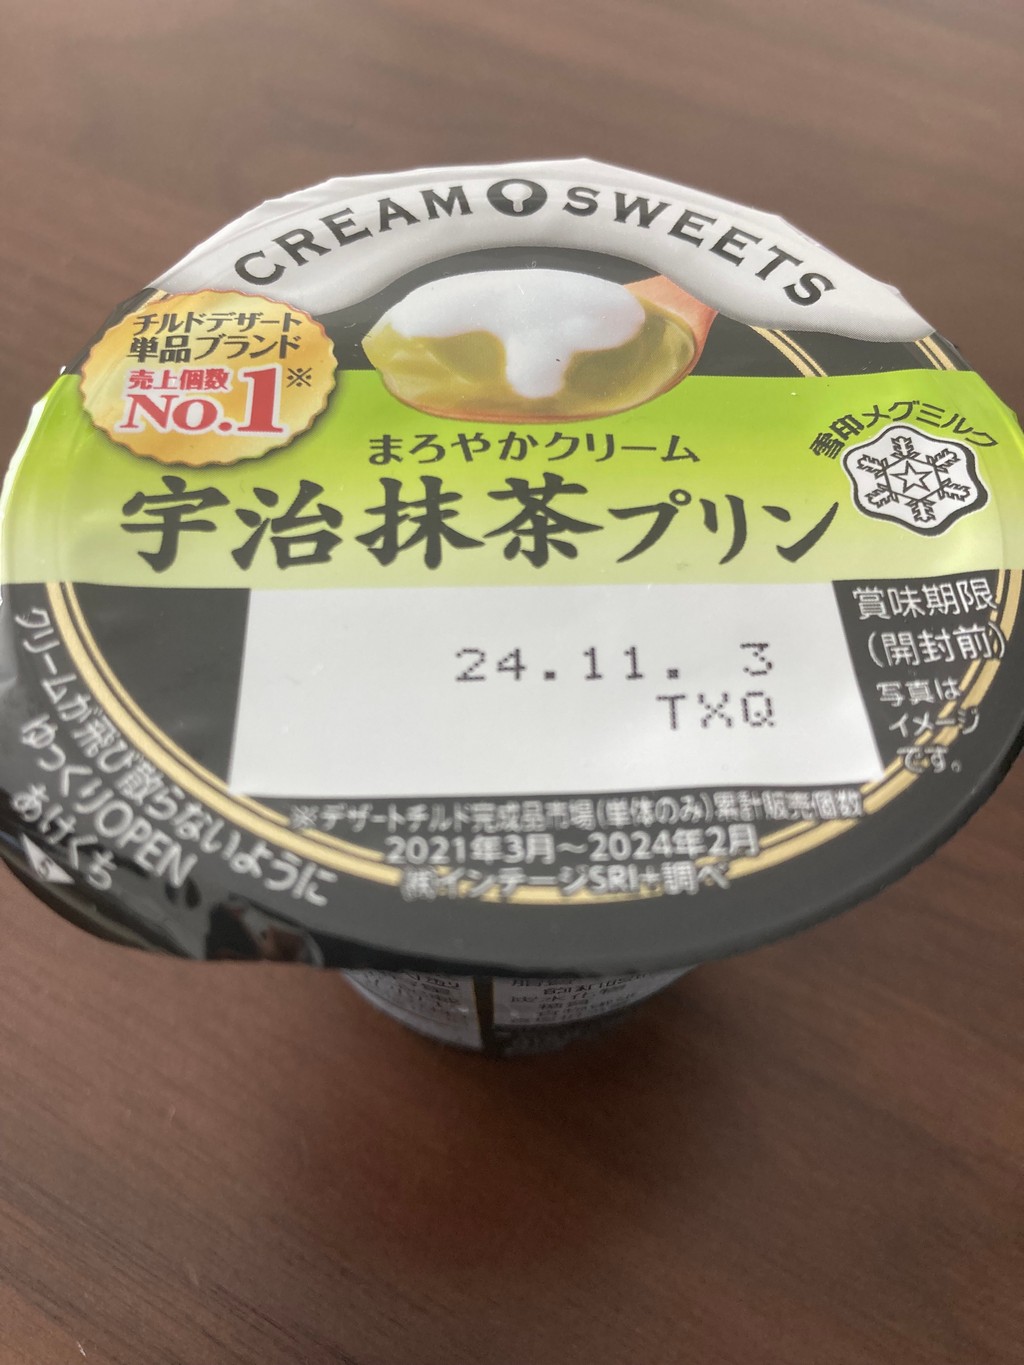 CREAM SWEETS
チルドデザート
単品ブランド
売上個数
No.1※
まろやかクリーム
宇治抹茶プリン
雪印メグミルク
24.11. 3
TXQ
賞味期限
(開封前)
写真は
イメージ
です。
クリームが飛び散らないように
ゆっくりOPEN
あけくち
※デザートチルド完成品市場(単体のみ)累計販売個数
2021年3月～2024年2月
㈱インテージSRI+調べ
炭水化物
糖質